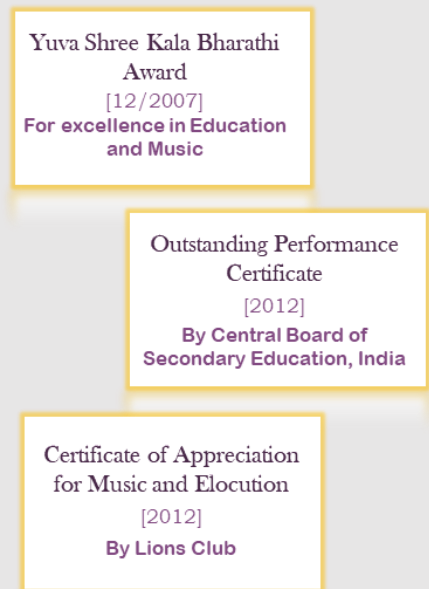 Yuva Shree Kala Bharathi
Award
[12/2007]
For excellence in Education
and Music
Outstanding Performance
Certificate
[2012]
By Central Board of
Secondary Education, India
Certificate of Appreciation
for Music and Elocution
[2012]
By Lions Club